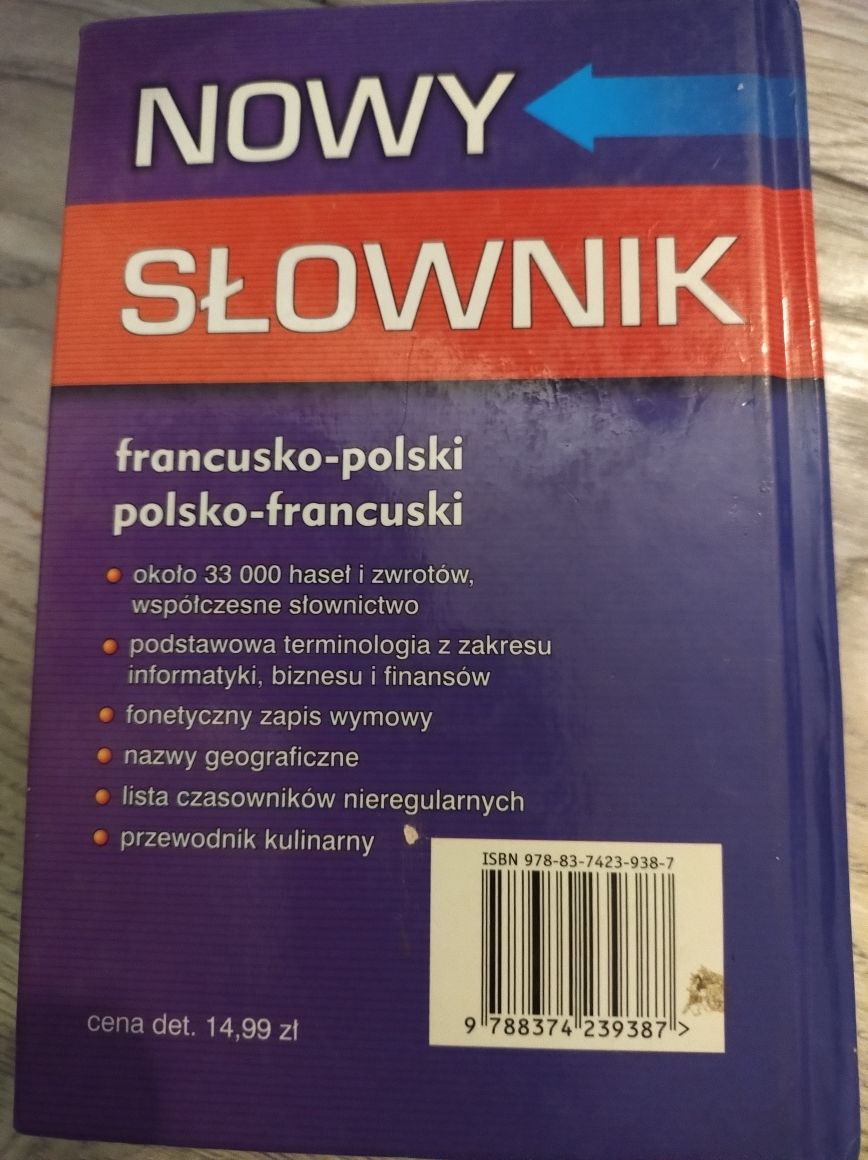 NOWY
SŁOWNIK
francusko-polski
polsko-francuski
około 33 000 haseł i zwrotów,
współczesne słownictwo
podstawowa terminologia z zakresu
informatyki, biznesu i finansów
fonetyczny zapis wymowy
nazwy geograficzne
lista czasowników nieregularnych
przewodnik kulinarny
ISBN 978-83-7423-938-7
9 788374 239387 >
cena det. 14,99 zł